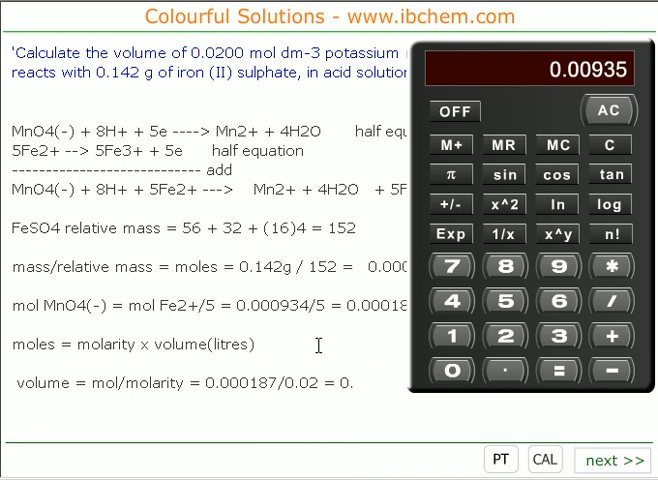 Colourful Solutions - www.ibchem.com
'Calculate the volume of 0.0200 mol dm-3 potassium
reacts with 0.142 g of iron (II) sulphate, in acid solution
0.00935
OFF AC
M+ MR MC C
π sin cos tan
+/- x^2 ln log
Exp 1/x x^y n!
7 8 9 *
4 5 6 /
1 2 3 +
0 . = -
MnO4(-) + 8H+ + 5e ----> Mn2+ + 4H2O half equ
5Fe2+ --> 5Fe3+ + 5e half equation
---------------------------- add
MnO4(-) + 8H+ + 5Fe2+ ---> Mn2+ + 4H2O + 5F
FeSO4 relative mass = 56 + 32 + (16)4 = 152
mass/relative mass = moles = 0.142g / 152 = 0.000
mol MnO4(-) = mol Fe2+/5 = 0.000934/5 = 0.00018
moles = molarity x volume(litres)
volume = mol/molarity = 0.000187/0.02 = 0.
PT CAL next >>